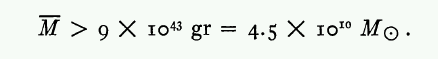 M̅ > 9 × 10⁴³ gr = 4.5 × 10¹⁰ M☉ .